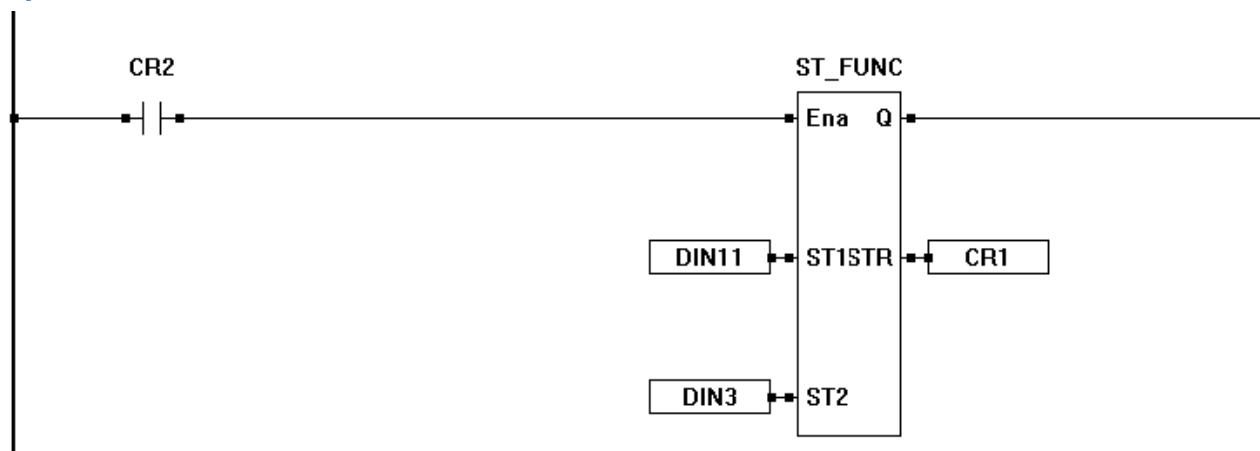 CR2
ST_FUNC
Ena Q
DIN11 ST1STR CR1
DIN3 ST2